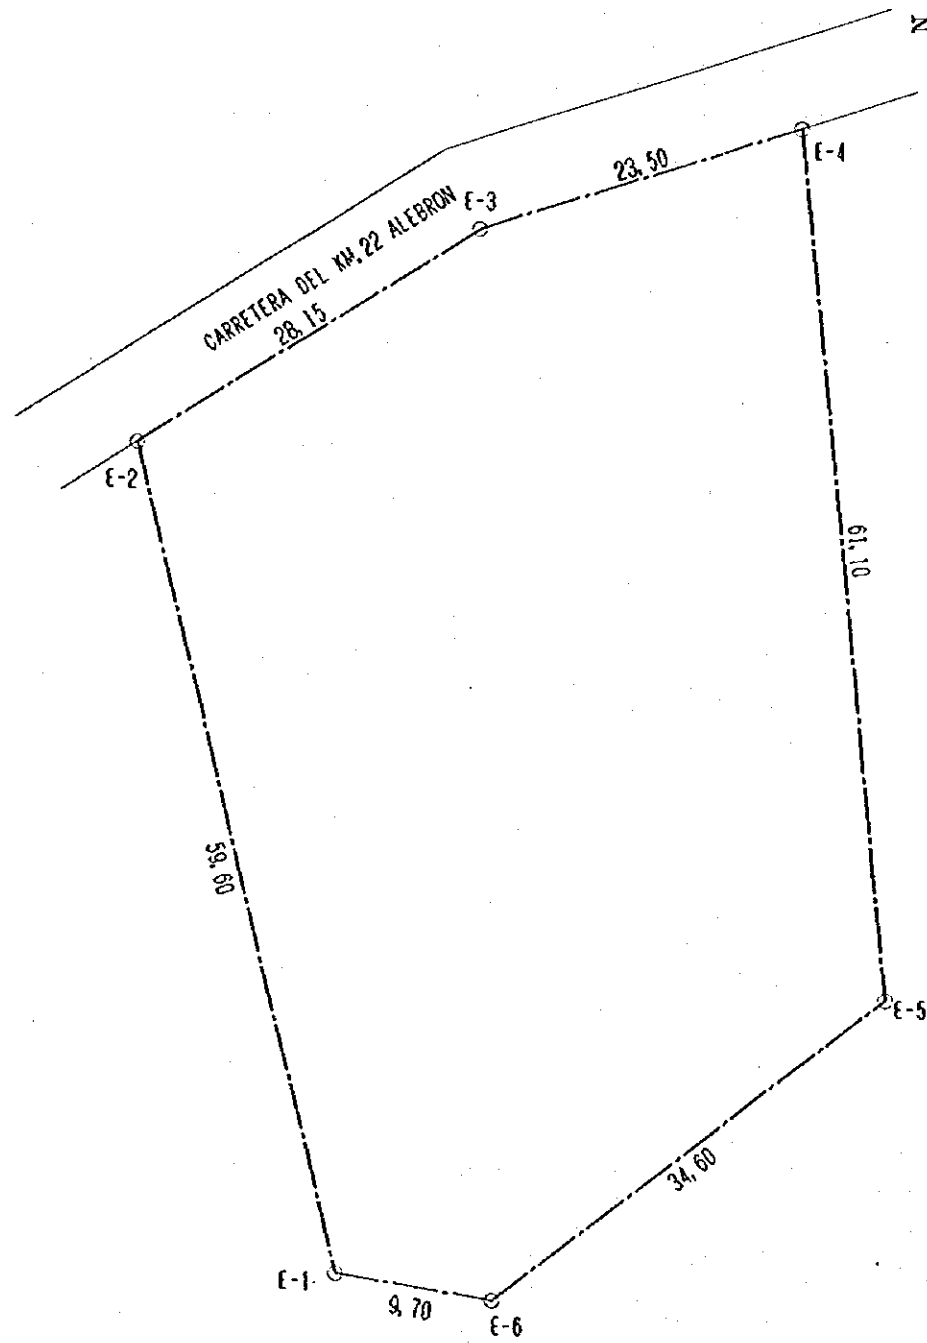 N
E-4
23,50
E-3
CARRETERA DEL KM.22 ALEBRON
28,15
E-2
61,10
59,60
E-5
34,60
E-1
9,70
E-6